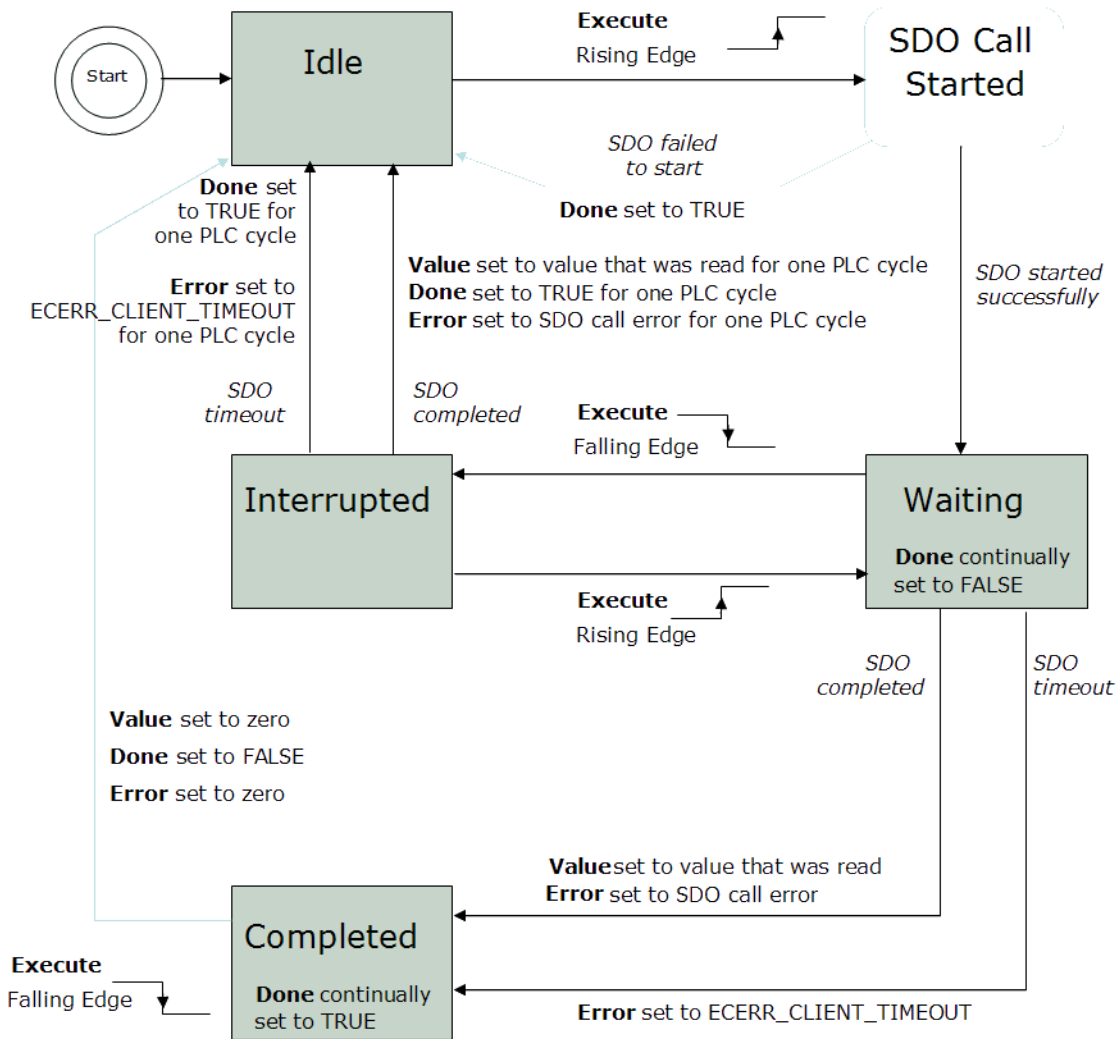 Start
Idle
Execute
Rising Edge
SDO Call
Started
SDO failed
to start
Done set to TRUE
Done set
to TRUE for
one PLC cycle
Error set to
ECERR_CLIENT_TIMEOUT
for one PLC cycle
Value set to value that was read for one PLC cycle
Done set to TRUE for one PLC cycle
Error set to SDO call error for one PLC cycle
SDO started
successfully
SDO
timeout
SDO
completed
Execute
Falling Edge
Interrupted
Waiting
Done continually
set to FALSE
Execute
Rising Edge
SDO
completed
SDO
timeout
Value set to zero
Done set to FALSE
Error set to zero
Value set to value that was read
Error set to SDO call error
Completed
Done continually
set to TRUE
Execute
Falling Edge
Error set to ECERR_CLIENT_TIMEOUT